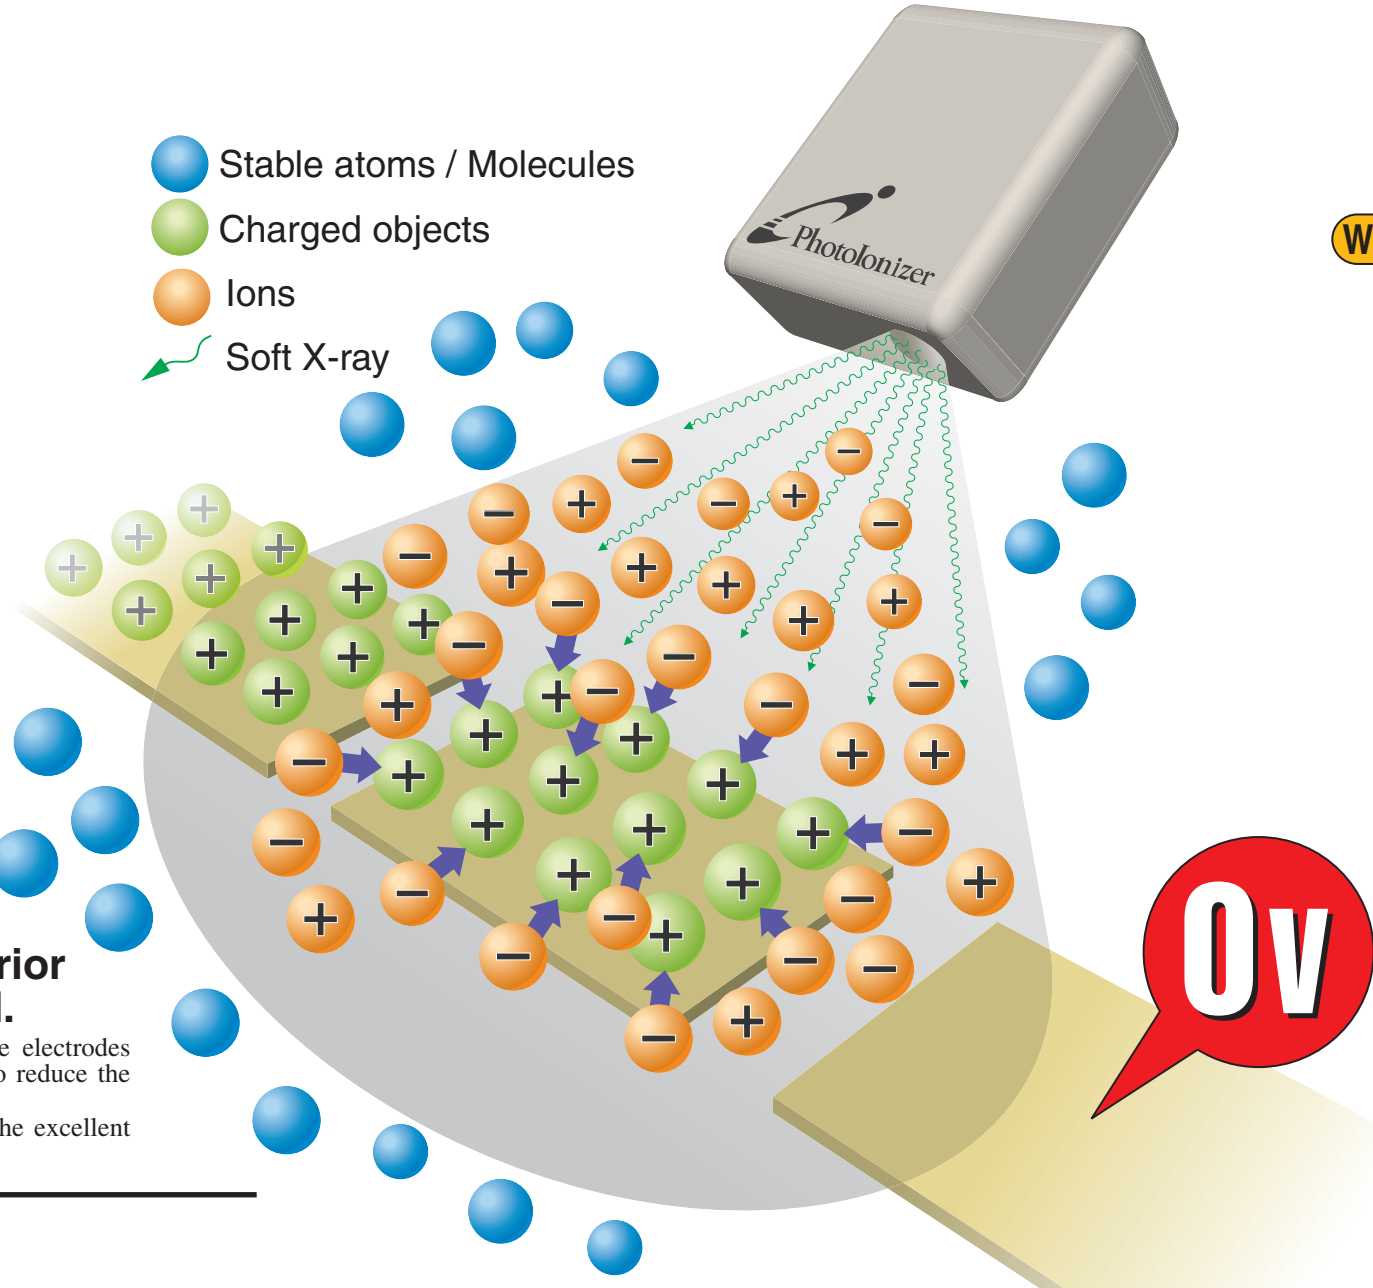 Stable atoms / Molecules
Charged objects
Ions
Soft X-ray
PhotoIonizer
W
0V
rior
.
e electrodes
o reduce the
he excellent